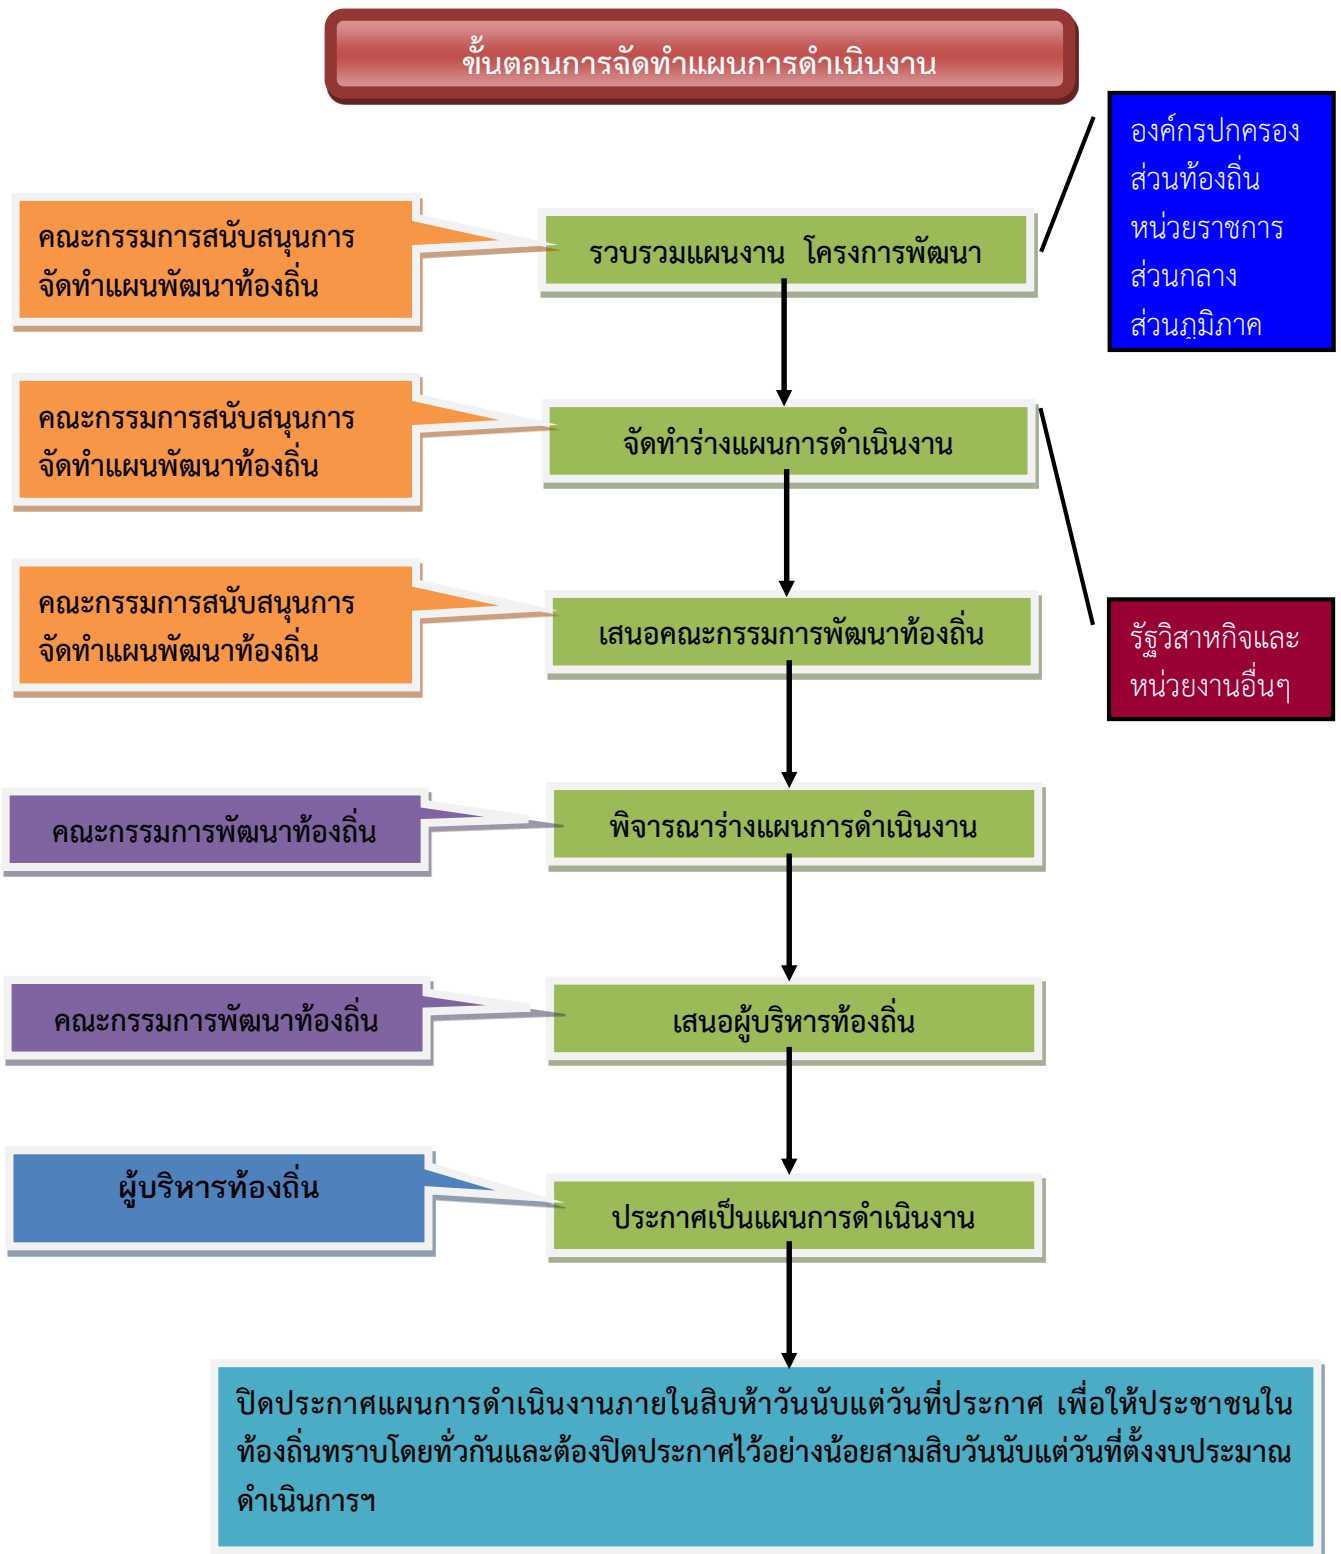 ขั้นตอนการจัดทำแผนการดำเนินงาน
องค์กรปกครอง
ส่วนท้องถิ่น
หน่วยราชการ
ส่วนกลาง
ส่วนภูมิภาค
คณะกรรมการสนับสนุนการ
จัดทำแผนพัฒนาท้องถิ่น
รวบรวมแผนงาน โครงการพัฒนา
คณะกรรมการสนับสนุนการ
จัดทำแผนพัฒนาท้องถิ่น
จัดทำร่างแผนการดำเนินงาน
คณะกรรมการสนับสนุนการ
จัดทำแผนพัฒนาท้องถิ่น
เสนอคณะกรรมการพัฒนาท้องถิ่น
รัฐวิสาหกิจและ
หน่วยงานอื่นๆ
คณะกรรมการพัฒนาท้องถิ่น
พิจารณาร่างแผนการดำเนินงาน
คณะกรรมการพัฒนาท้องถิ่น
เสนอผู้บริหารท้องถิ่น
ผู้บริหารท้องถิ่น
ประกาศเป็นแผนการดำเนินงาน
ปิดประกาศแผนการดำเนินงานภายในสิบห้าวันนับแต่วันที่ประกาศ เพื่อให้ประชาชนใน
ท้องถิ่นทราบโดยทั่วกันและต้องปิดประกาศไว้อย่างน้อยสามสิบวันนับแต่วันที่ตั้งงบประมาณ
ดำเนินการฯ